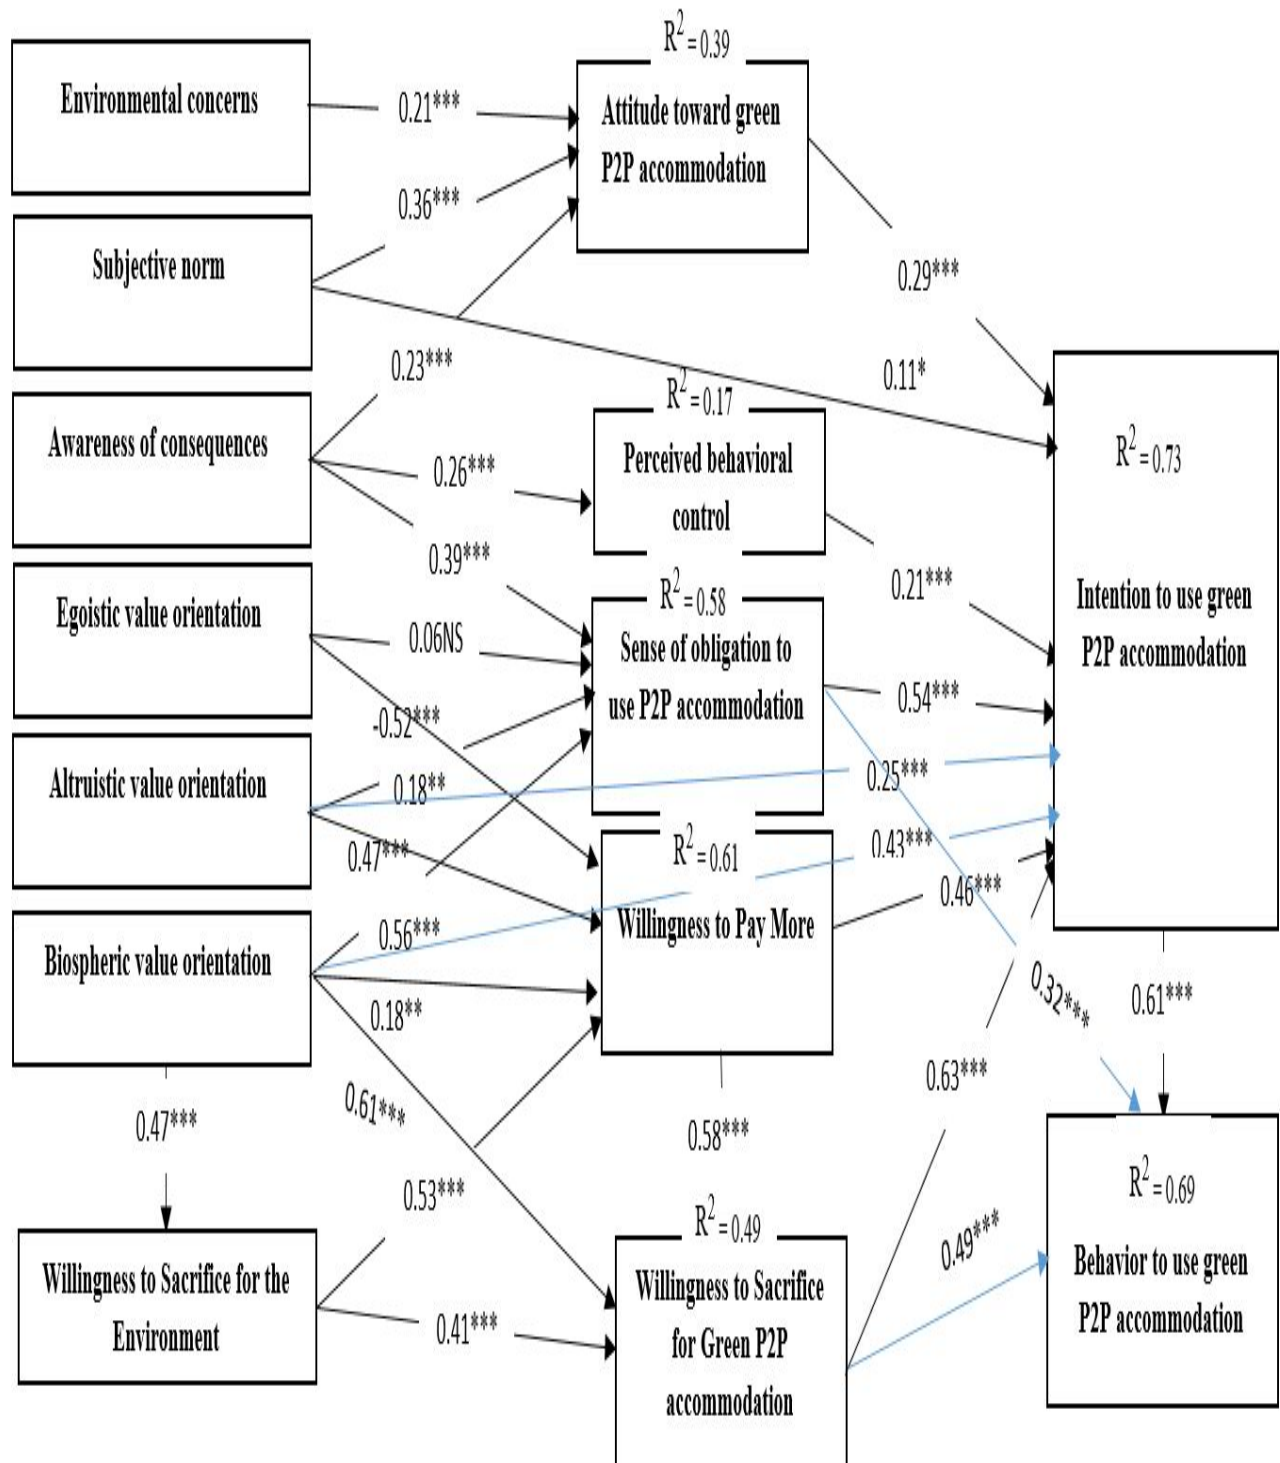 R2 = 0.39
Environmental concerns
0.21***
Attitude toward green
P2P accommodation
0.36***
Subjective norm
0.29***
0.23***
0.11*
R2 = 0.17
Awareness of consequences
0.26***
Perceived behavioral
control
R2 = 0.73
0.39***
0.21***
R2 = 0.58
Egoistic value orientation
0.06NS
Sense of obligation to
use P2P accommodation
Intention to use green
P2P accommodation
0.54***
-0.52***
Altruistic value orientation
0.18**
0.25***
0.47***
R2 = 0.61
0.43***
0.46***
Willingness to Pay More
0.56***
Biospheric value orientation
0.18**
0.32***
0.61***
0.63***
0.61***
0.47***
0.58***
0.53***
R2 = 0.69
R2 = 0.49
0.49***
Willingness to Sacrifice for the
Environment
Willingness to Sacrifice
for Green P2P
accommodation
Behavior to use green
P2P accommodation
0.41***